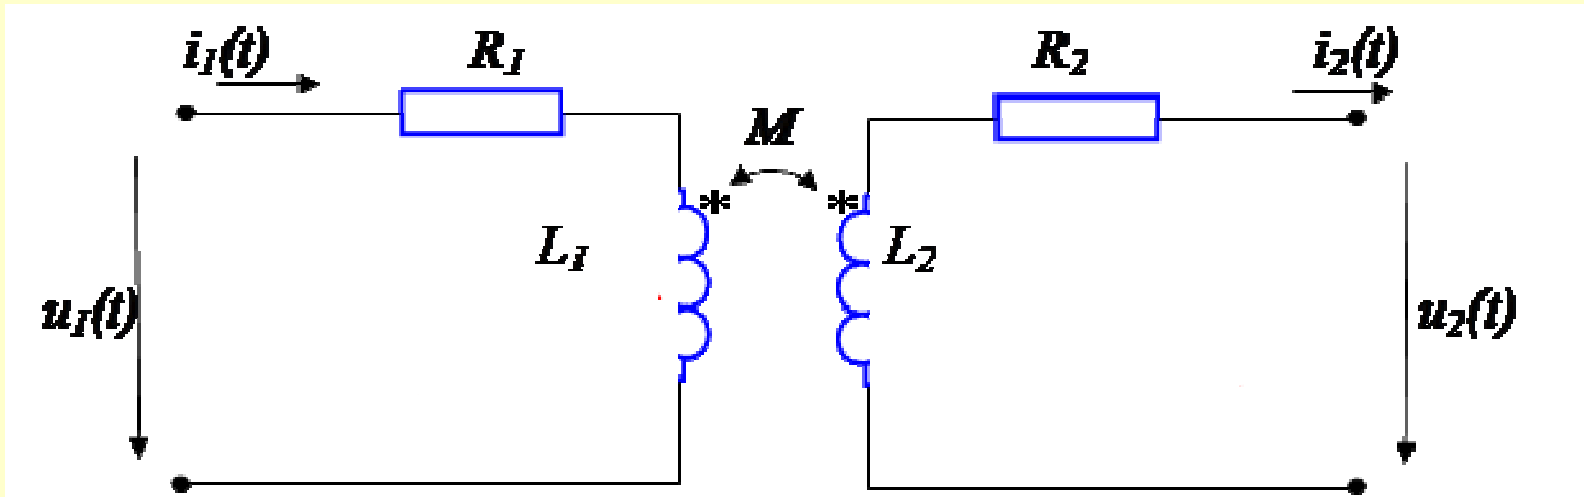 i₁(t)
R₁
R₂
i₂(t)
M
*
*
L₁
L₂
u₁(t)
u₂(t)